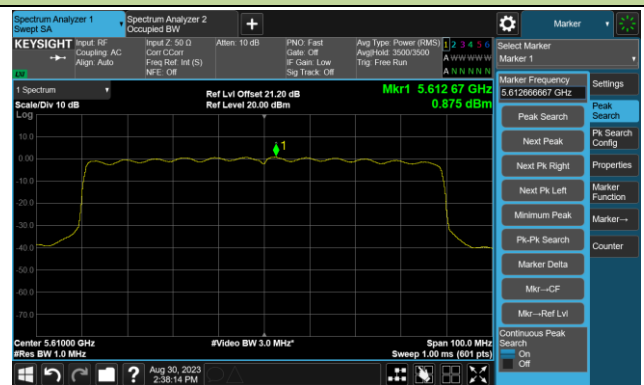 Spectrum Analyzer 1
Swept SA
Spectrum Analyzer 2
Occupied BW
+
Marker
KEYSIGHT
Input: RF
Coupling: AC
Align: Auto
Input Z: 50 Ω
Corr CCorr
Freq Ref: Int (S)
NFE: Off
Atten: 10 dB
PNO: Fast
Gate: Off
IF Gain: Low
Sig Track: Off
Avg Type: Power (RMS)
Avg|Hold: 3500/3500
Trig: Free Run
1 2 3 4 5 6
A W W W W W
A N N N N N
LXI
Select Marker
Marker 1
1 Spectrum
Scale/Div 10 dB
Log
Ref Lvl Offset 21.20 dB
Ref Level 20.00 dBm
Mkr1 5.612 67 GHz
0.875 dBm
10.0
0.00
-10.0
-20.0
-30.0
-40.0
-50.0
-60.0
-70.0
1
Center 5.61000 GHz
#Res BW 1.0 MHz
#Video BW 3.0 MHz*
Span 100.0 MHz
Sweep 1.00 ms (601 pts)
Marker Frequency
5.612666667 GHz
Peak Search
Next Peak
Next Pk Right
Next Pk Left
Minimum Peak
Pk-Pk Search
Marker Delta
Mkr→CF
Mkr→Ref Lvl
Continuous Peak
Search
On
Off
Settings
Peak
Search
Pk Search
Config
Properties
Marker
Function
Marker→
Counter
?
Aug 30, 2023
2:38:14 PM